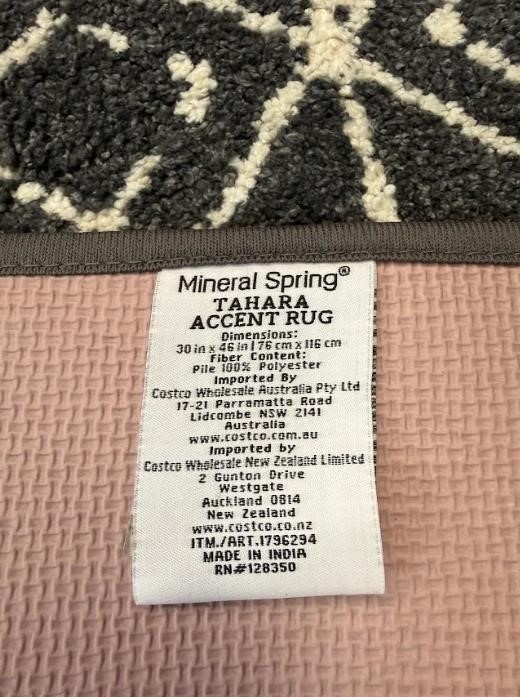 Mineral Spring®
TAHARA
ACCENT RUG
Dimensions:
30 in x 46 in | 76 cm x 116 cm
Fiber Content:
Pile 100% Polyester
Imported By
Costco Wholesale Australia Pty Ltd
17-21 Parramatta Road
Lidcombe NSW 2141
Australia
www.costco.com.au
Imported by
Costco Wholesale New Zealand Limited
2 Gunton Drive
Westgate
Auckland 0814
New Zealand
www.costco.co.nz
ITM./ART.1796294
MADE IN INDIA
RN#128350